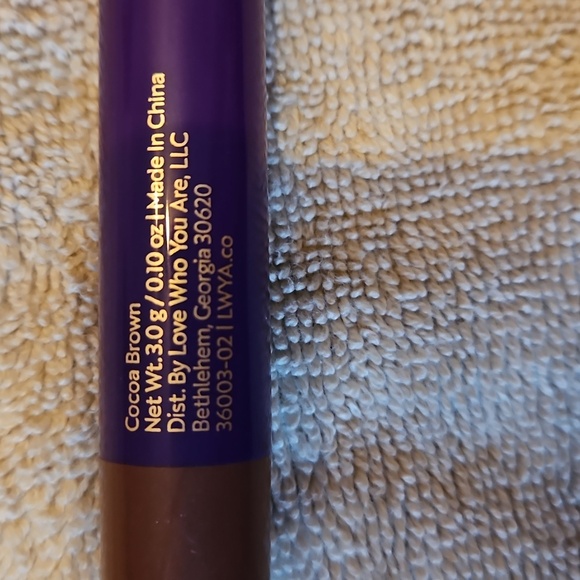 Cocoa Brown
Net Wt. 3.0 g / 0.10 oz | Made In China
Dist. By Love Who You Are, LLC
Bethlehem, Georgia 30620
36003-02 | LWYA.co